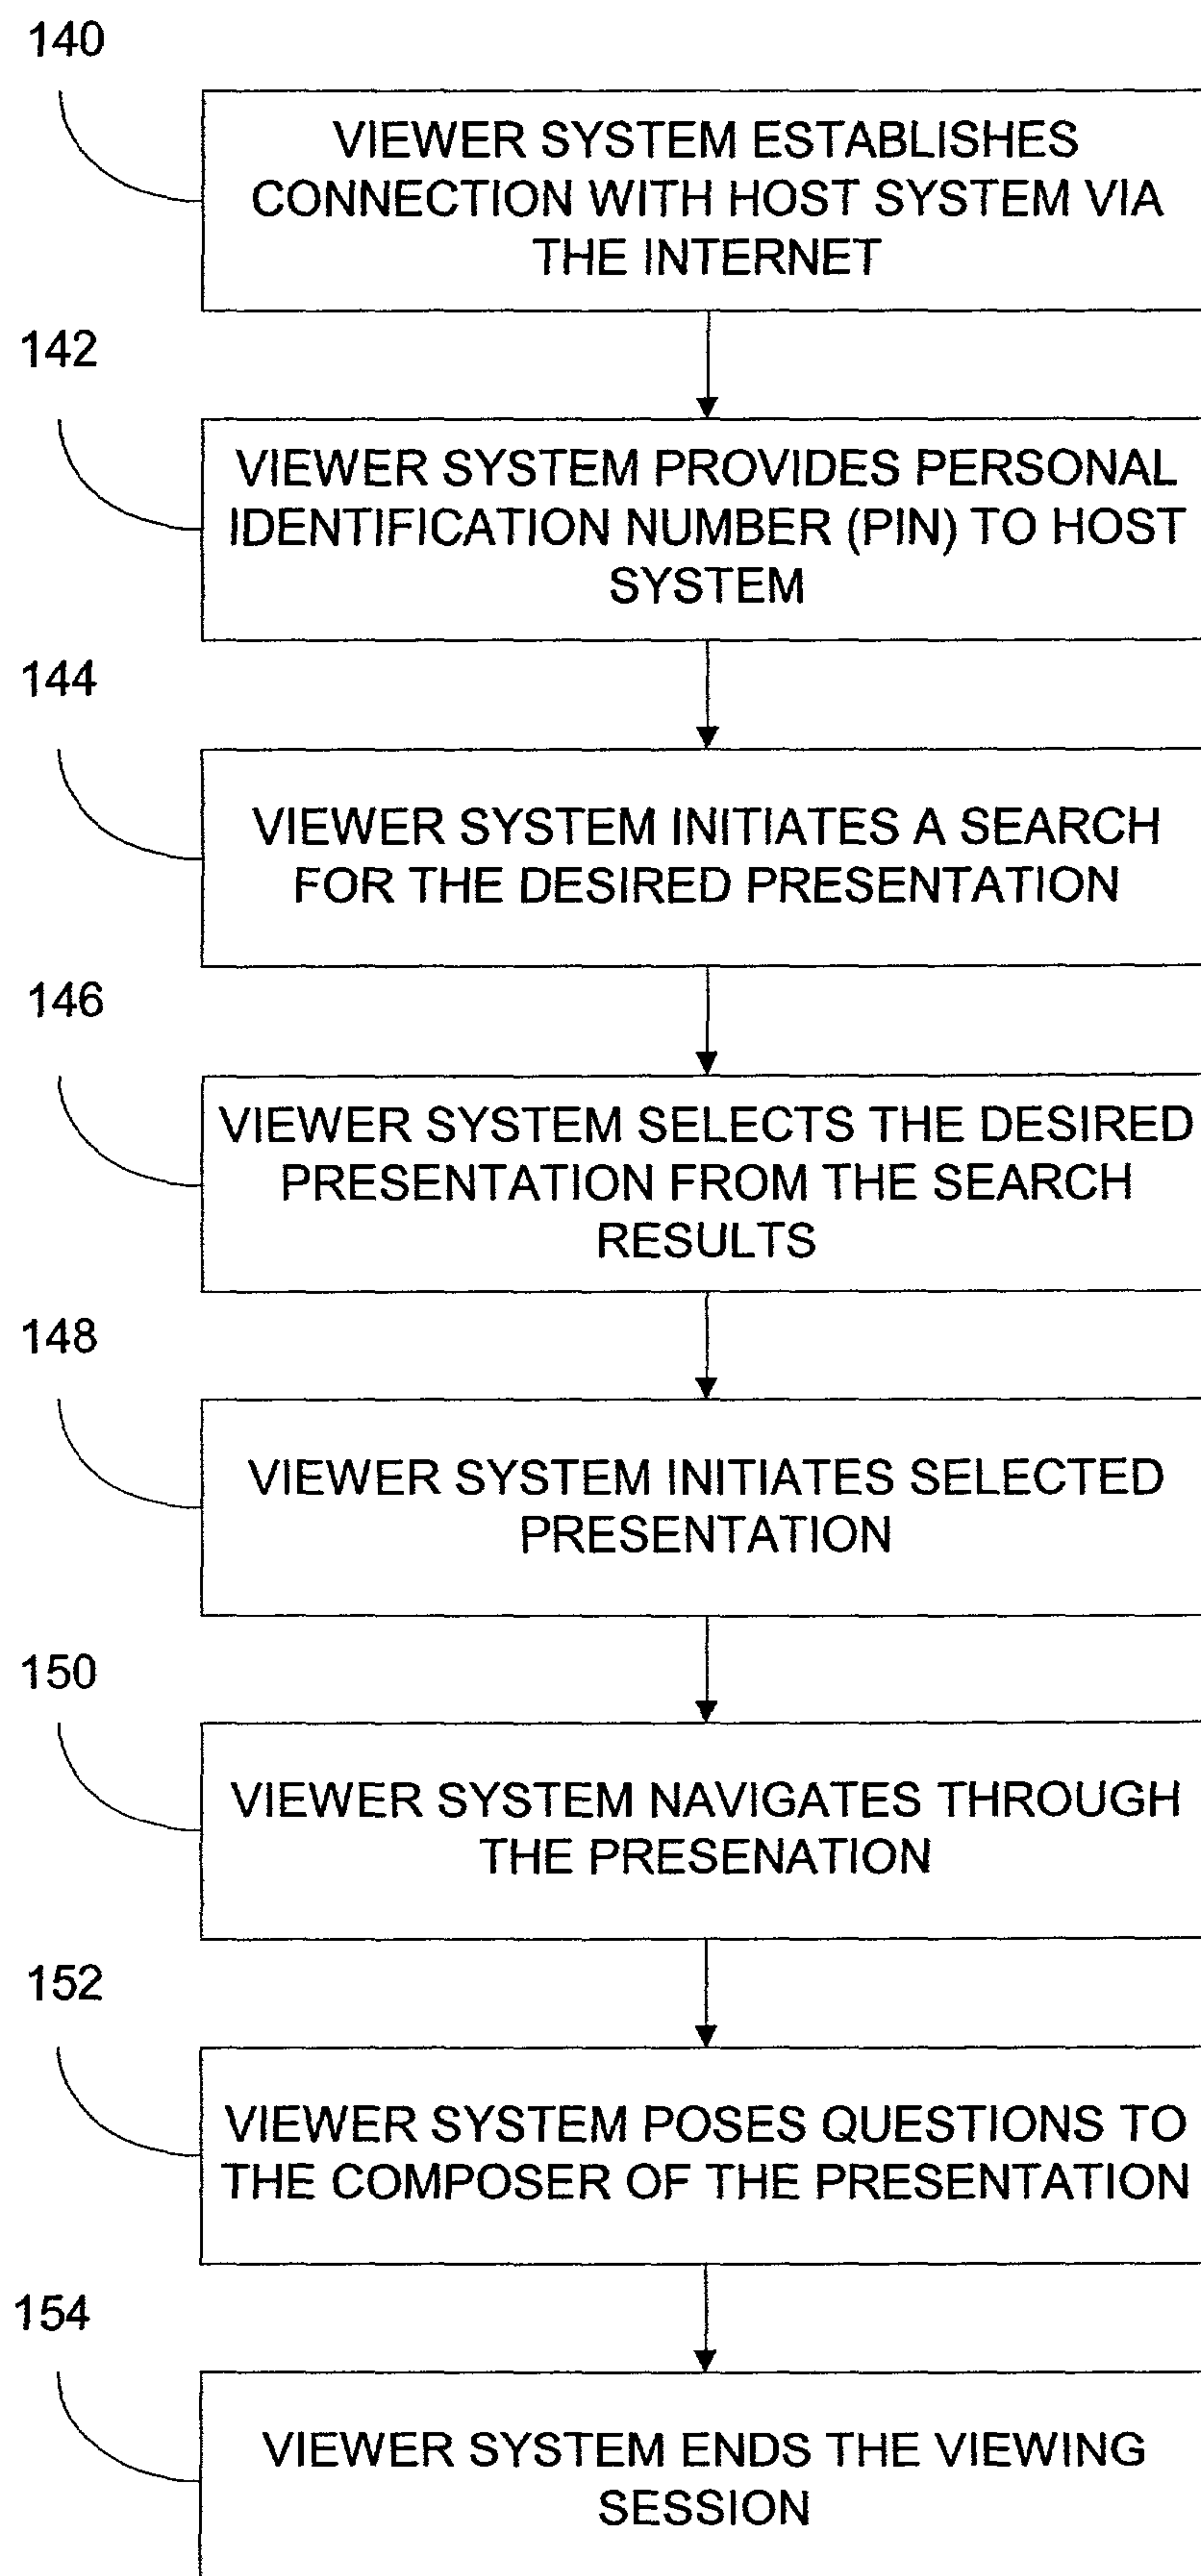 140
VIEWER SYSTEM ESTABLISHES
CONNECTION WITH HOST SYSTEM VIA
THE INTERNET
142
VIEWER SYSTEM PROVIDES PERSONAL
IDENTIFICATION NUMBER (PIN) TO HOST
SYSTEM
144
VIEWER SYSTEM INITIATES A SEARCH
FOR THE DESIRED PRESENTATION
146
VIEWER SYSTEM SELECTS THE DESIRED
PRESENTATION FROM THE SEARCH
RESULTS
148
VIEWER SYSTEM INITIATES SELECTED
PRESENTATION
150
VIEWER SYSTEM NAVIGATES THROUGH
THE PRESENATION
152
VIEWER SYSTEM POSES QUESTIONS TO
THE COMPOSER OF THE PRESENTATION
154
VIEWER SYSTEM ENDS THE VIEWING
SESSION